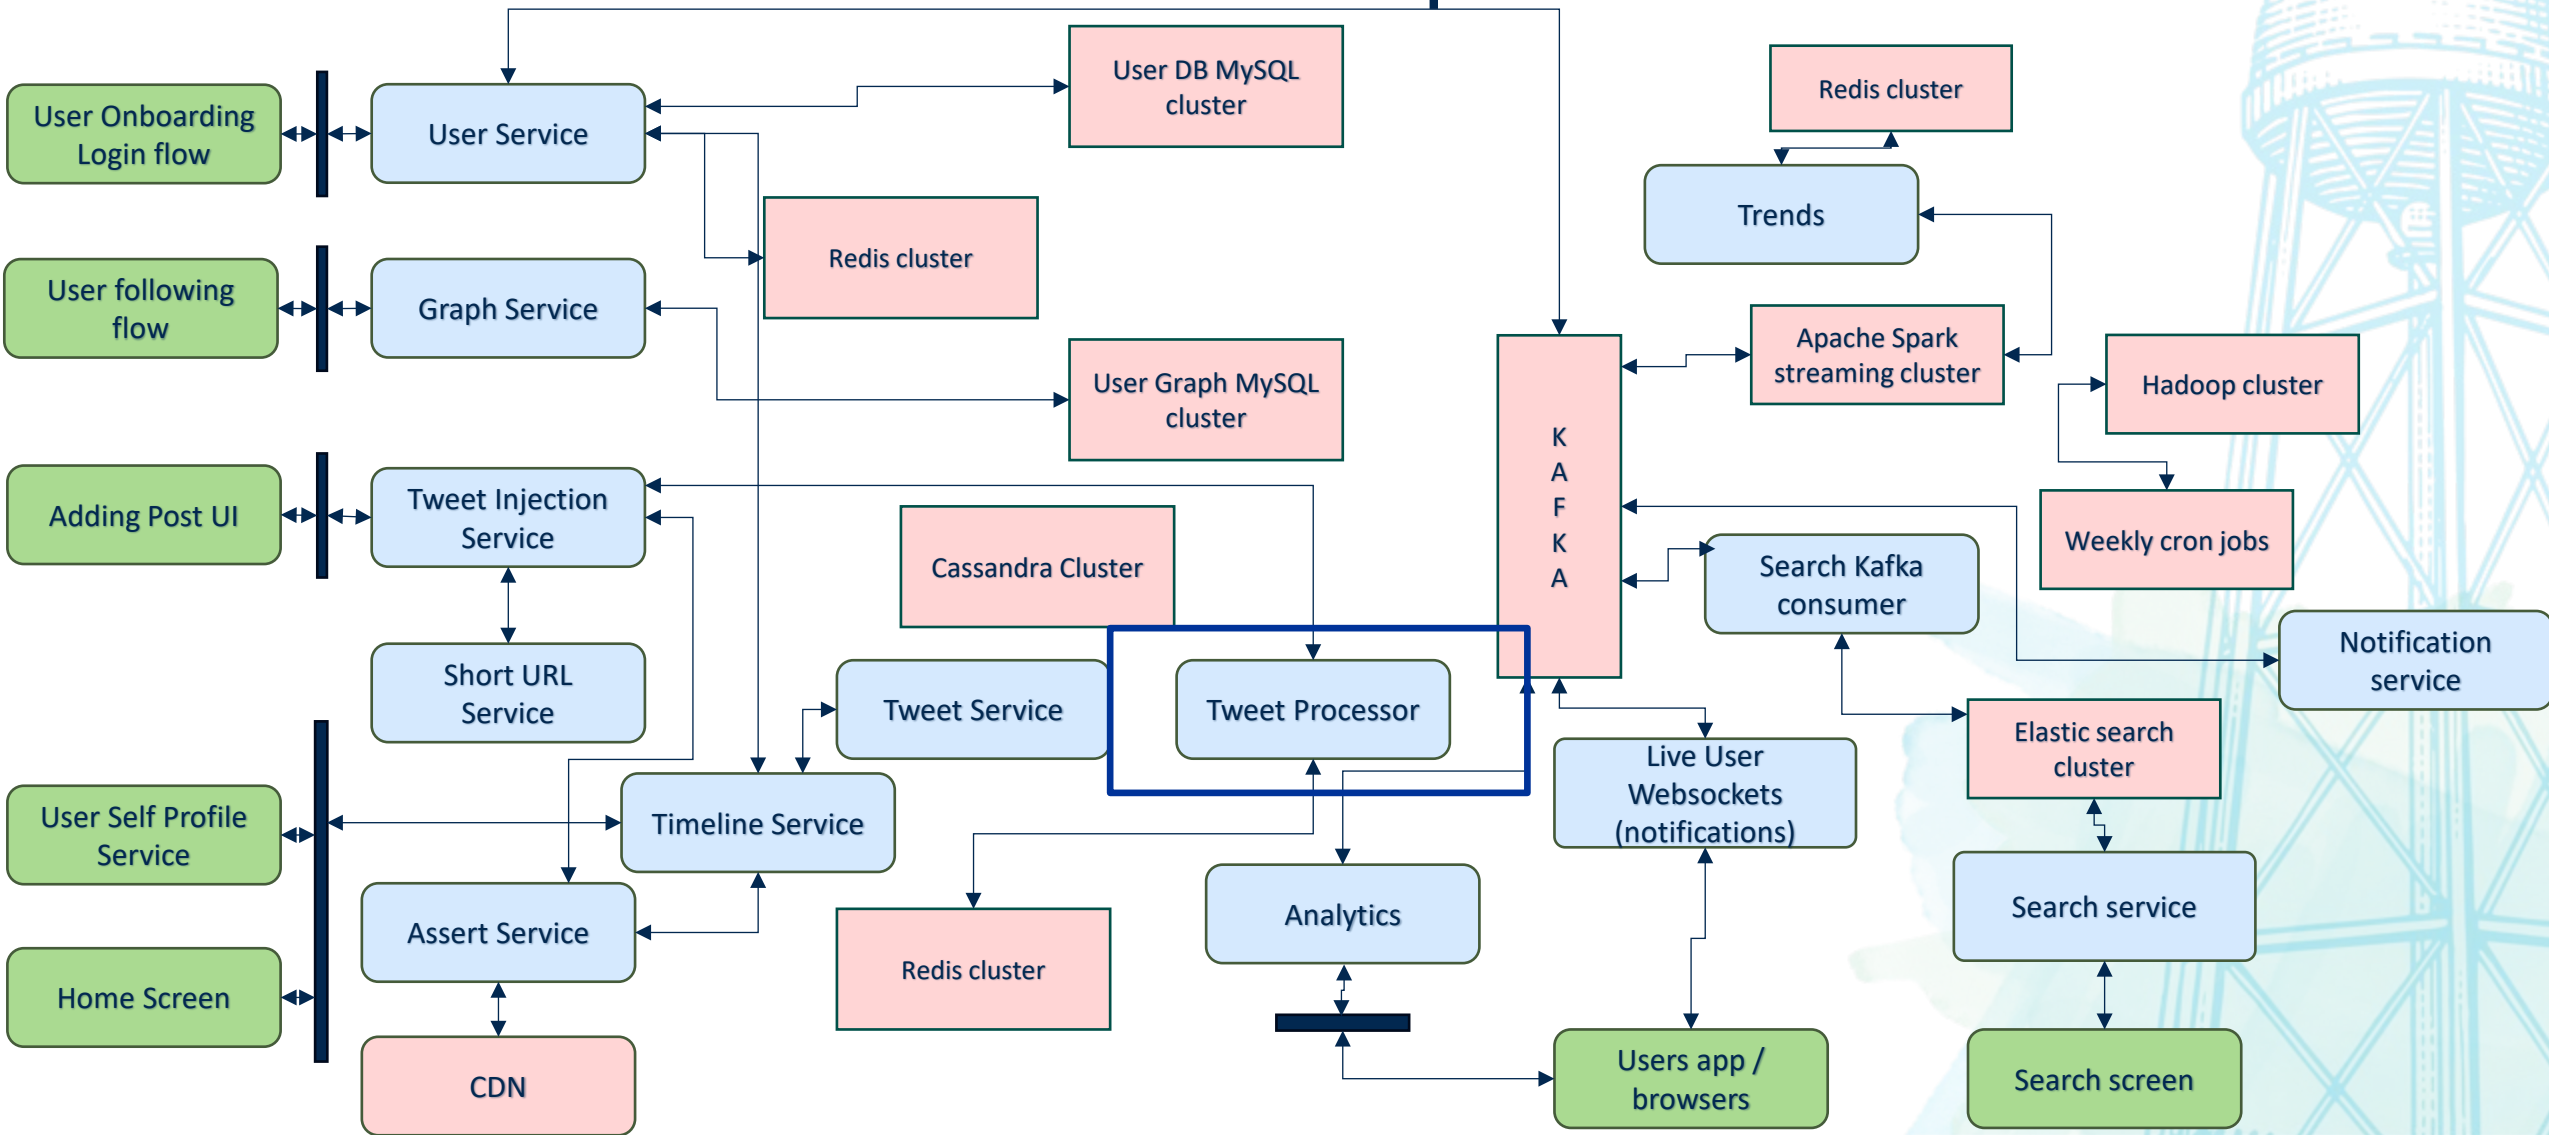 User Onboarding
Login flow
User Service
User DB MySQL
cluster
Redis cluster
Redis cluster
Trends
User following
flow
Graph Service
User Graph MySQL
cluster
K
A
F
K
A
Apache Spark
streaming cluster
Hadoop cluster
Weekly cron jobs
Adding Post UI
Tweet Injection
Service
Cassandra Cluster
Search Kafka
consumer
Notification
service
Short URL
Service
Tweet Service
Tweet Processor
Live User
Websockets
(notifications)
Elastic search
cluster
User Self Profile
Service
Timeline Service
Assert Service
Redis cluster
Analytics
Search service
Home Screen
CDN
Users app /
browsers
Search screen